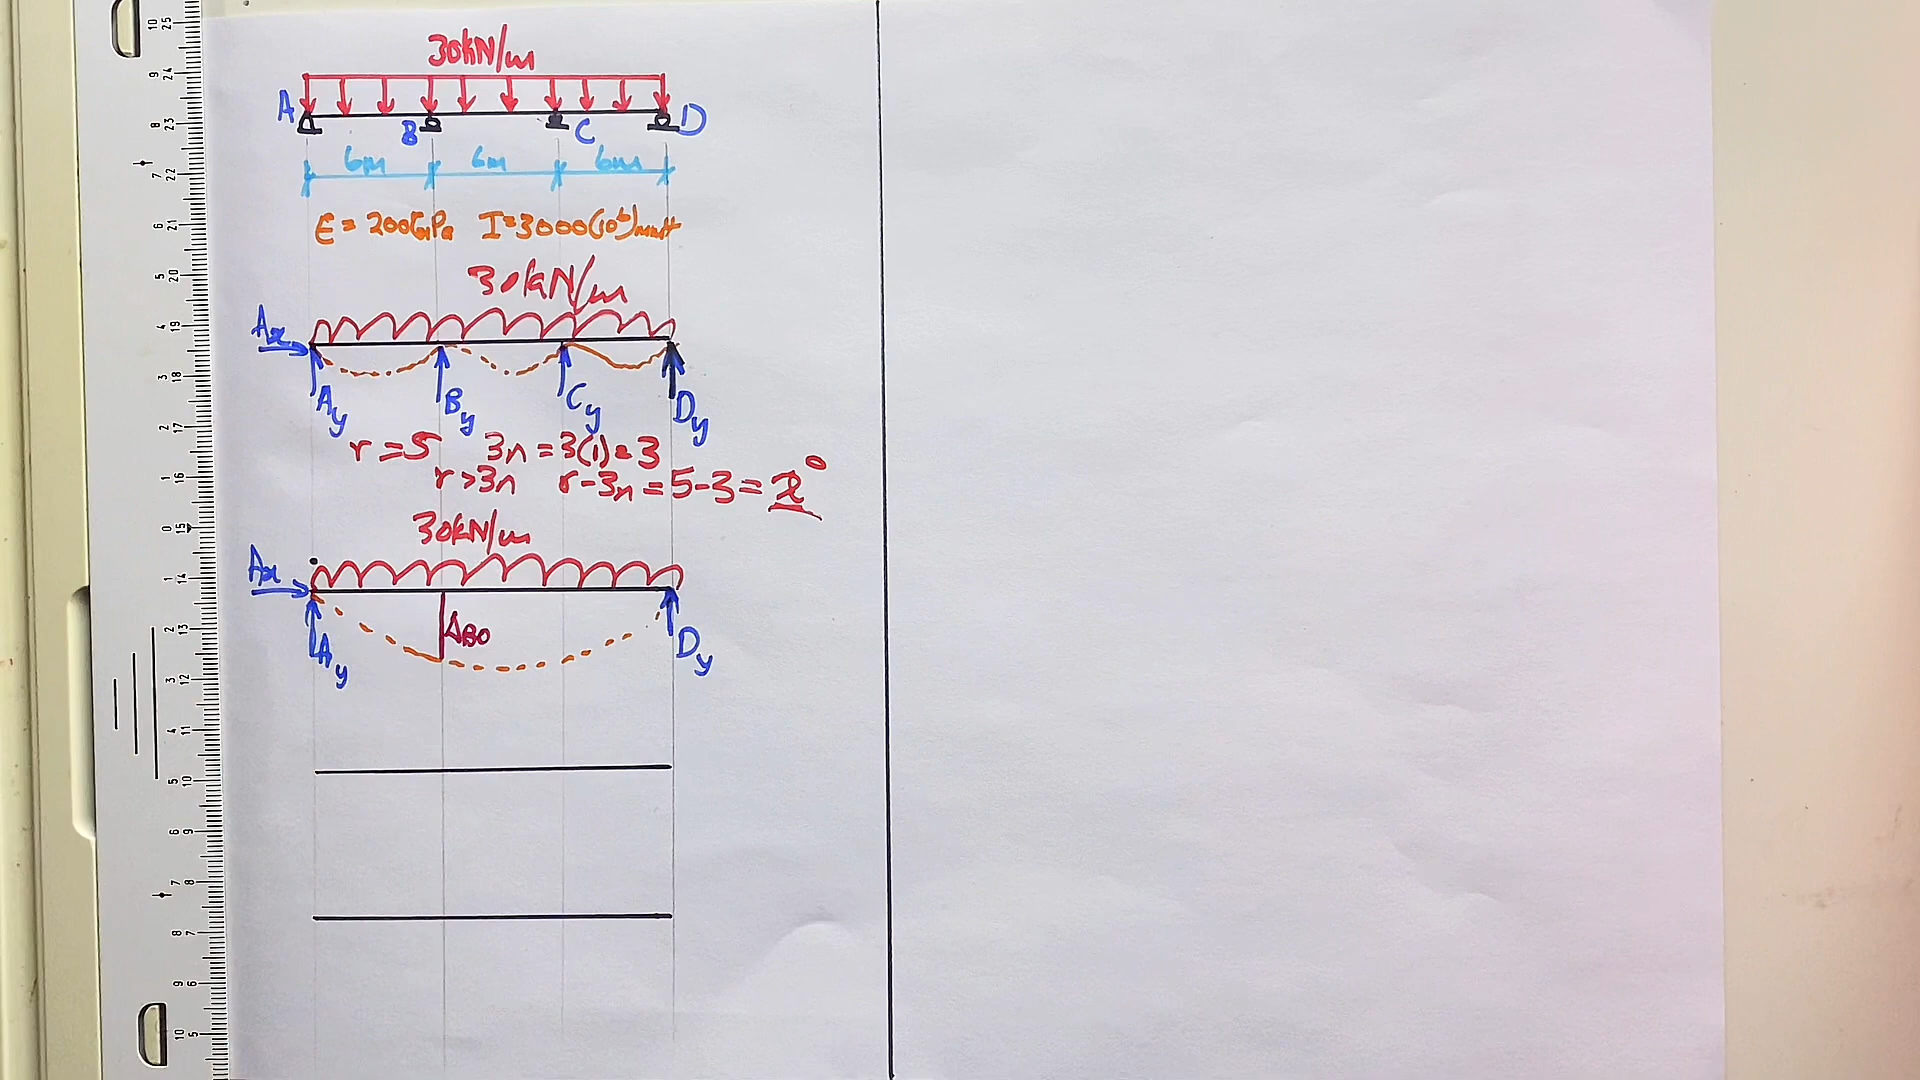 30kN/m
A B C D
6m 6m 6m
E = 200GPa I=3000(10⁶)mm⁴
30kN/m
Ax
Ay By Cy Dy
r = 5 3n = 3(1) = 3
r > 3n r - 3n = 5 - 3 = 2°
30kN/m
Ax
ΔB0
Ay Dy